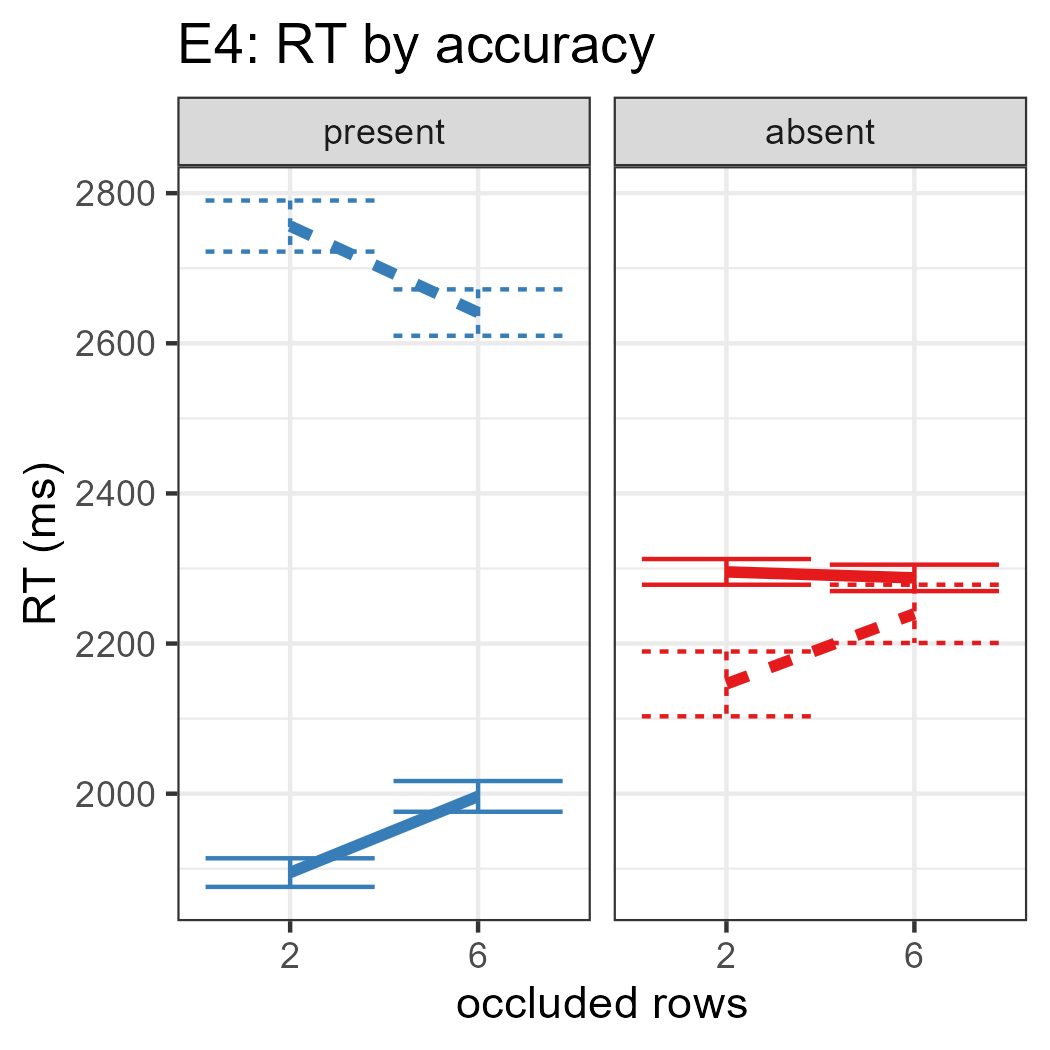 E4: RT by accuracy
present
absent
2800
2600
2400
2200
2000
RT (ms)
2
6
2
6
occluded rows